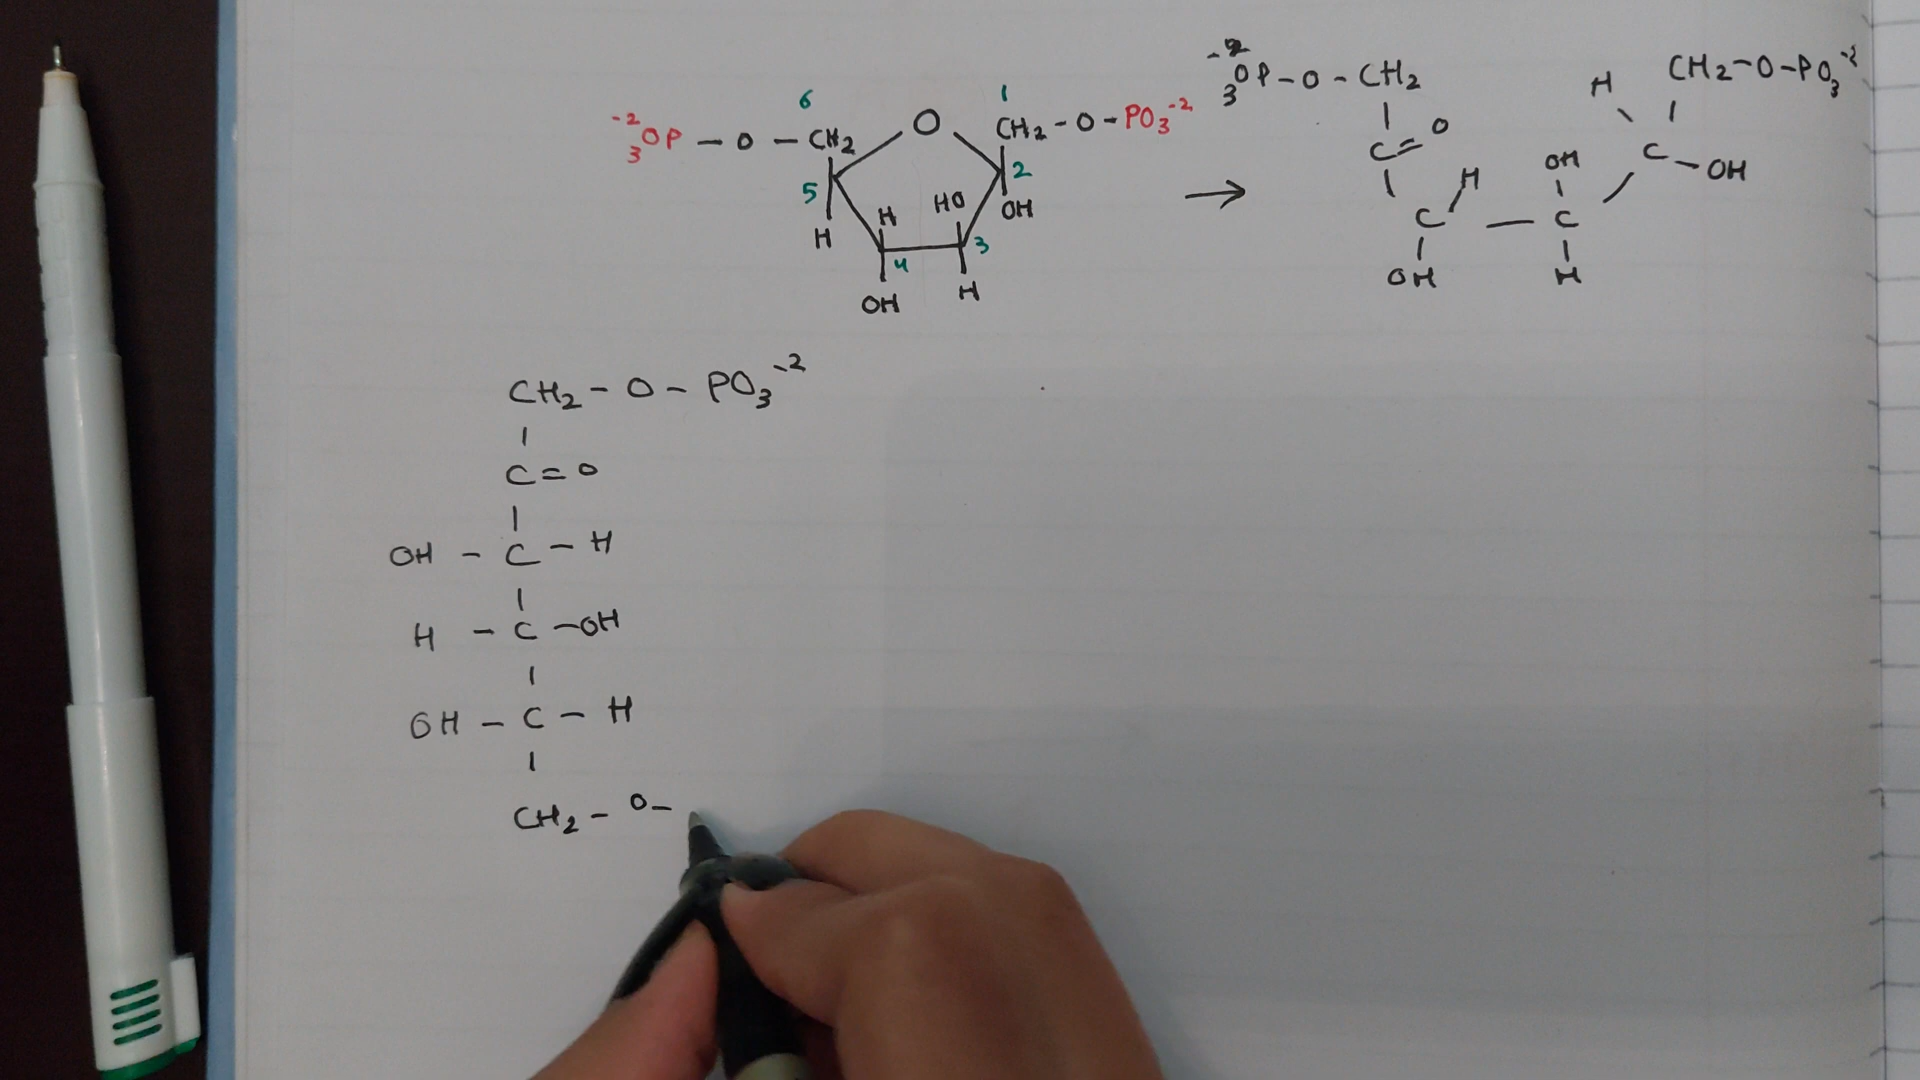 6
1
-2
3OP - O - CH2
O
CH2 - O - PO3-2
5
2
H
H
HO
OH
4
3
OH
H
→
-2
3OP - O - CH2
C = O
H
C
OH
OH
C
H
H
CH2 - O - PO3-2
C - OH
CH2 - O - PO3-2
C = O
OH - C - H
H - C - OH
OH - C - H
CH2 - O -